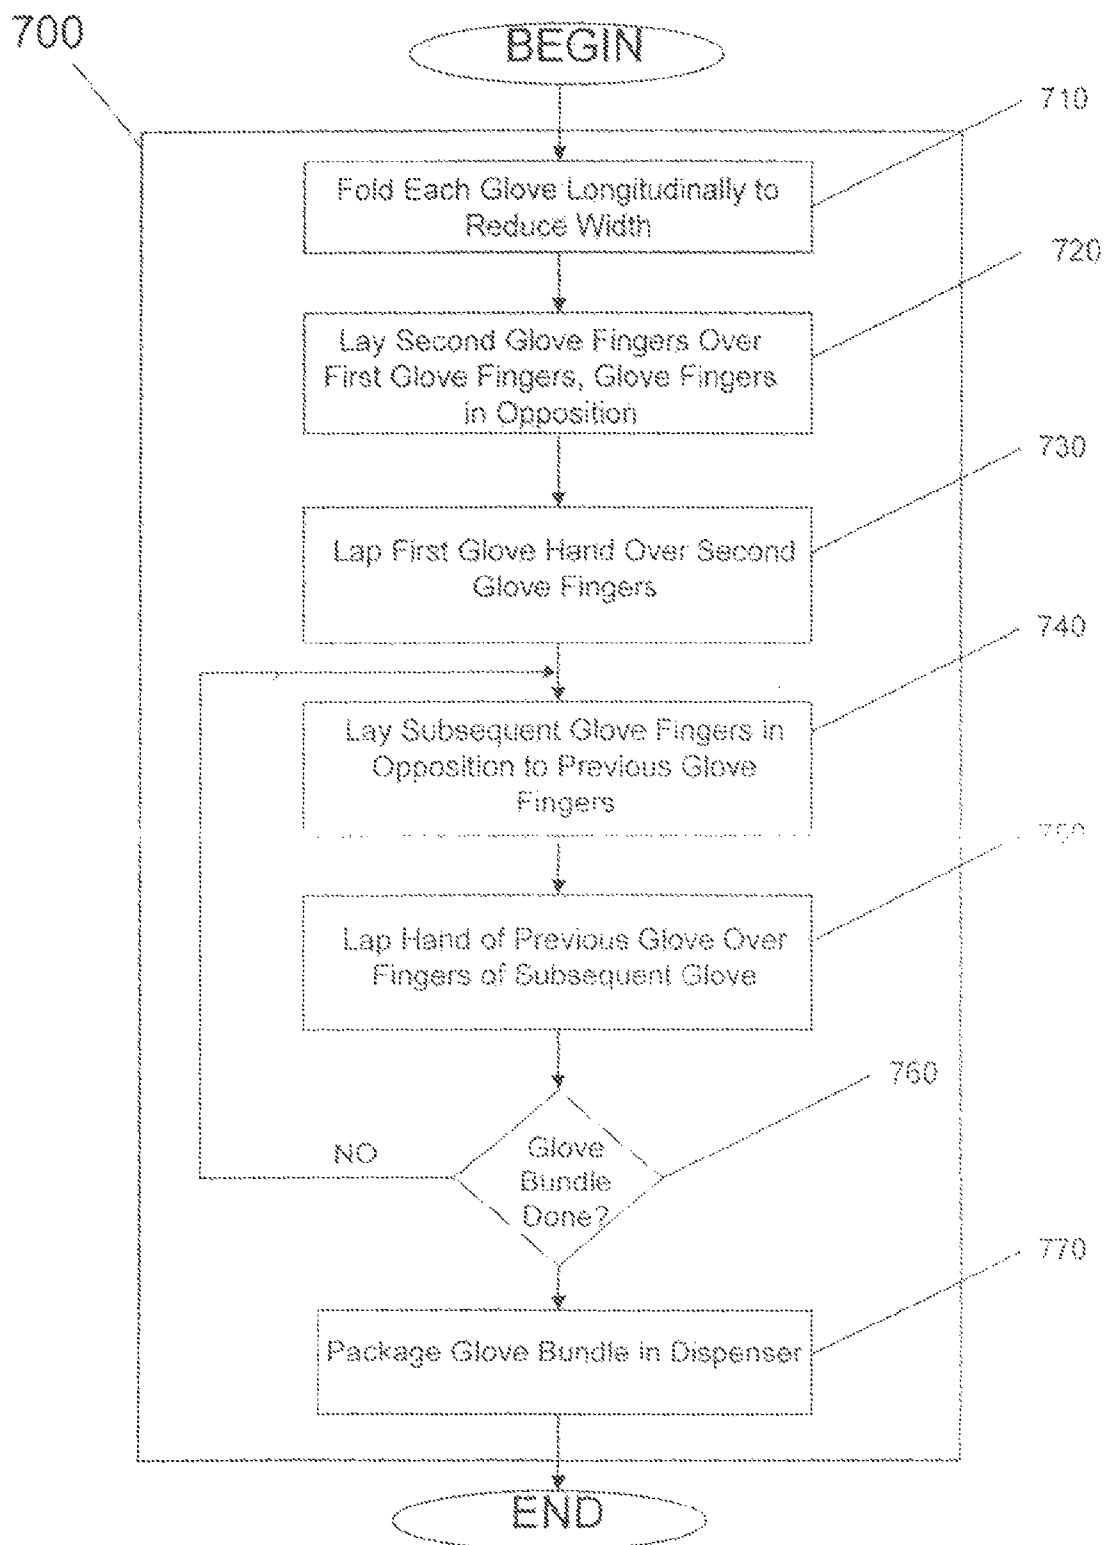 700
BEGIN
710
Fold Each Glove Longitudinally to
Reduce Width
720
Lay Second Glove Fingers Over
First Glove Fingers, Glove Fingers
in Opposition
730
Lap First Glove Hand Over Second
Glove Fingers
740
Lay Subsequent Glove Fingers in
Opposition to Previous Glove
Fingers
750
Lap Hand of Previous Glove Over
Fingers of Subsequent Glove
760
NO
Glove
Bundle
Done?
770
Package Glove Bundle in Dispenser
END